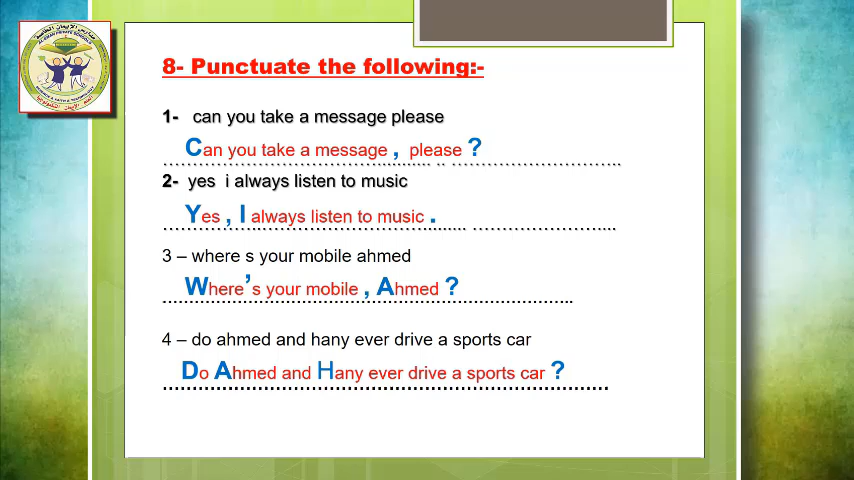 8- Punctuate the following:-
1- can you take a message please
Can you take a message , please ?
2- yes i always listen to music
Yes , I always listen to music .
3 – where s your mobile ahmed
Where's your mobile , Ahmed ?
4 – do ahmed and hany ever drive a sports car
Do Ahmed and Hany ever drive a sports car ?